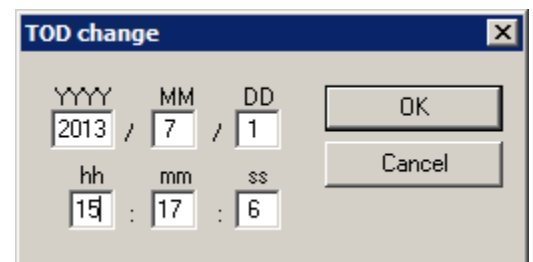 TOD change
YYYY MM DD
2013 / 7 / 1
OK
hh mm ss
15 : 17 : 6
Cancel